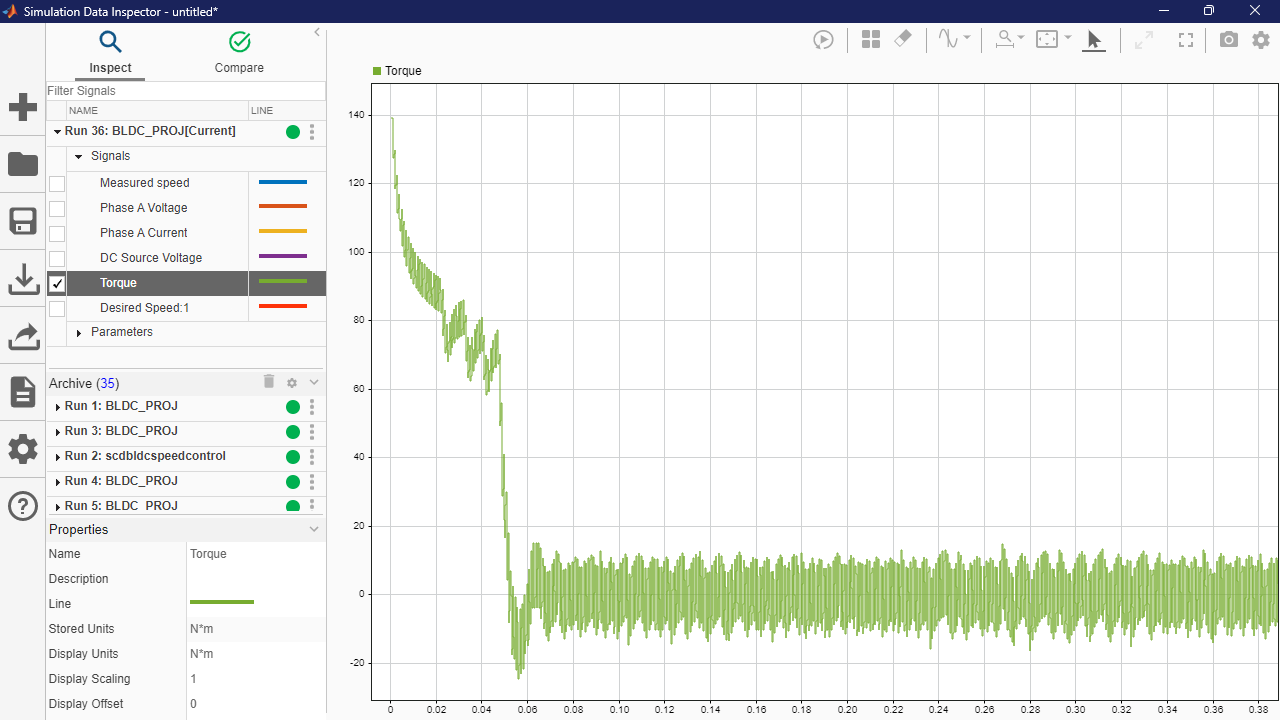 Simulation Data Inspector - untitled*
Inspect
Compare
Filter Signals
NAME
LINE
Run 36: BLDC_PROJ[Current]
Signals
Measured speed
Phase A Voltage
Phase A Current
DC Source Voltage
Torque
Desired Speed:1
Parameters
Archive (35)
Run 1: BLDC_PROJ
Run 3: BLDC_PROJ
Run 2: scdbldcspeedcontrol
Run 4: BLDC_PROJ
Run 5: BLDC_PROJ
Properties
Name Torque
Description
Line
Stored Units N*m
Display Units N*m
Display Scaling 1
Display Offset 0
Torque
140
120
100
80
60
40
20
0
-20
0 0.02 0.04 0.06 0.08 0.10 0.12 0.14 0.16 0.18 0.20 0.22 0.24 0.26 0.28 0.30 0.32 0.34 0.36 0.38